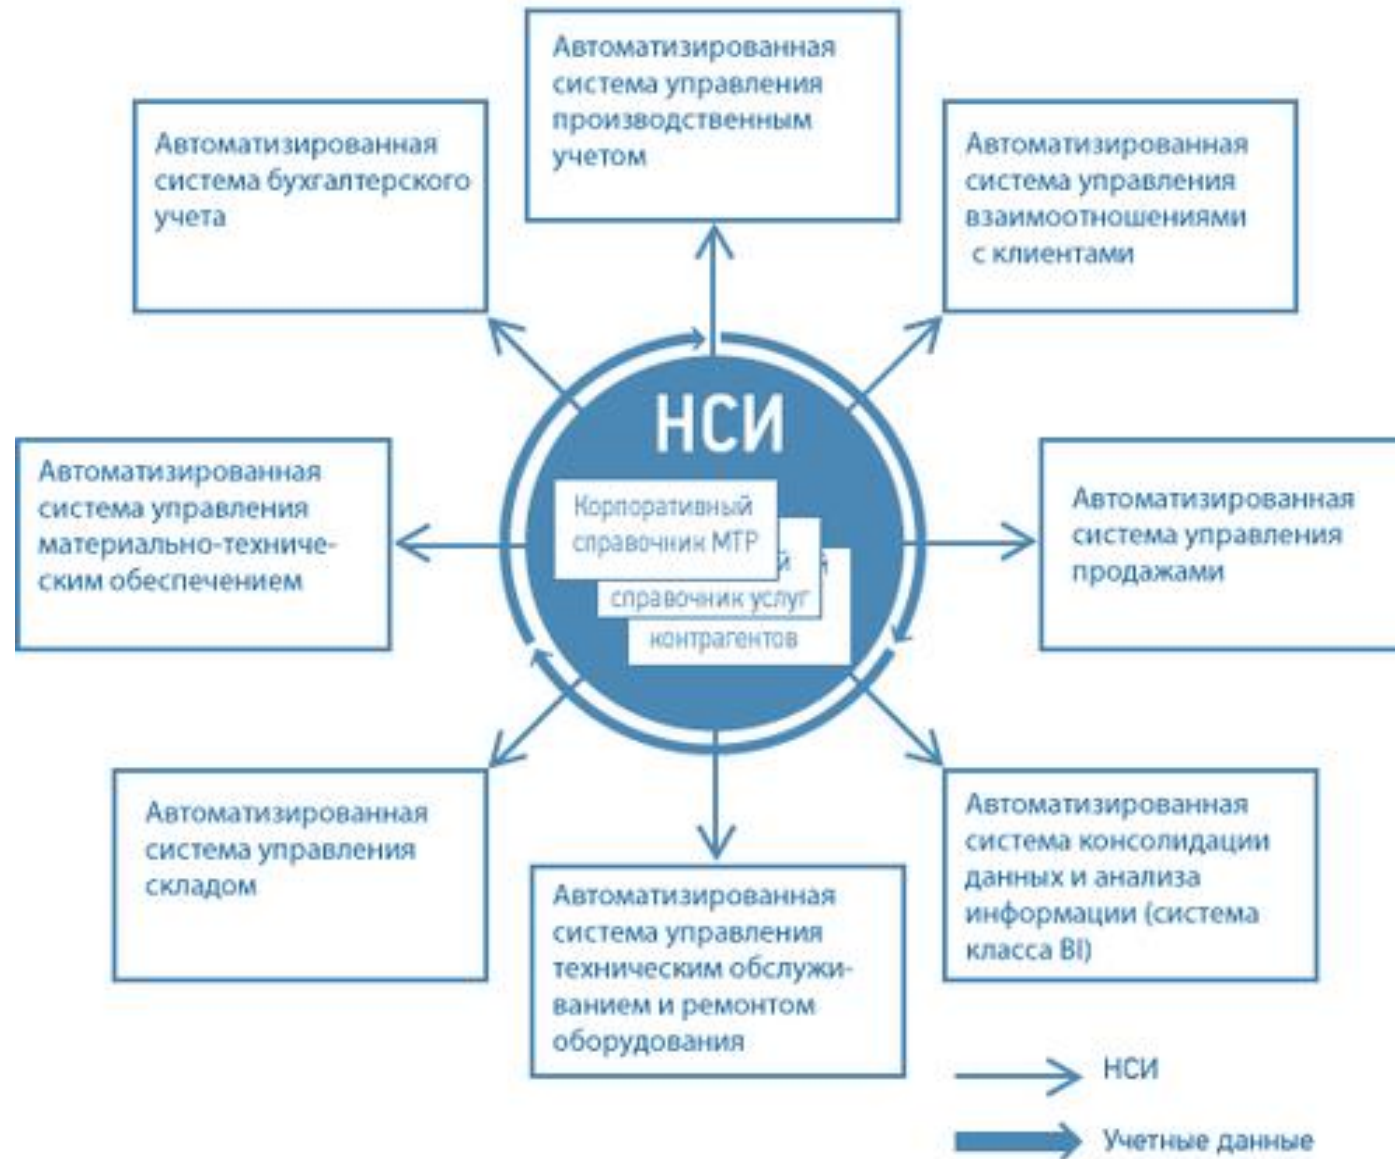 Автоматизированная
система управления
производственным
учетом
Автоматизированная
система бухгалтерского
учета
Автоматизированная
система управления
взаимоотношениями
с клиентами
НСИ
Корпоративный
справочник МТР
справочник услуг
контрагентов
Автоматизированная
система управления
материально-техниче-
ским обеспечением
Автоматизированная
система управления
продажами
Автоматизированная
система управления
складом
Автоматизированная
система управления
техническим обслужи-
ванием и ремонтом
оборудования
Автоматизированная
система консолидации
данных и анализа
информации (система
класса BI)
НСИ
Учетные данные